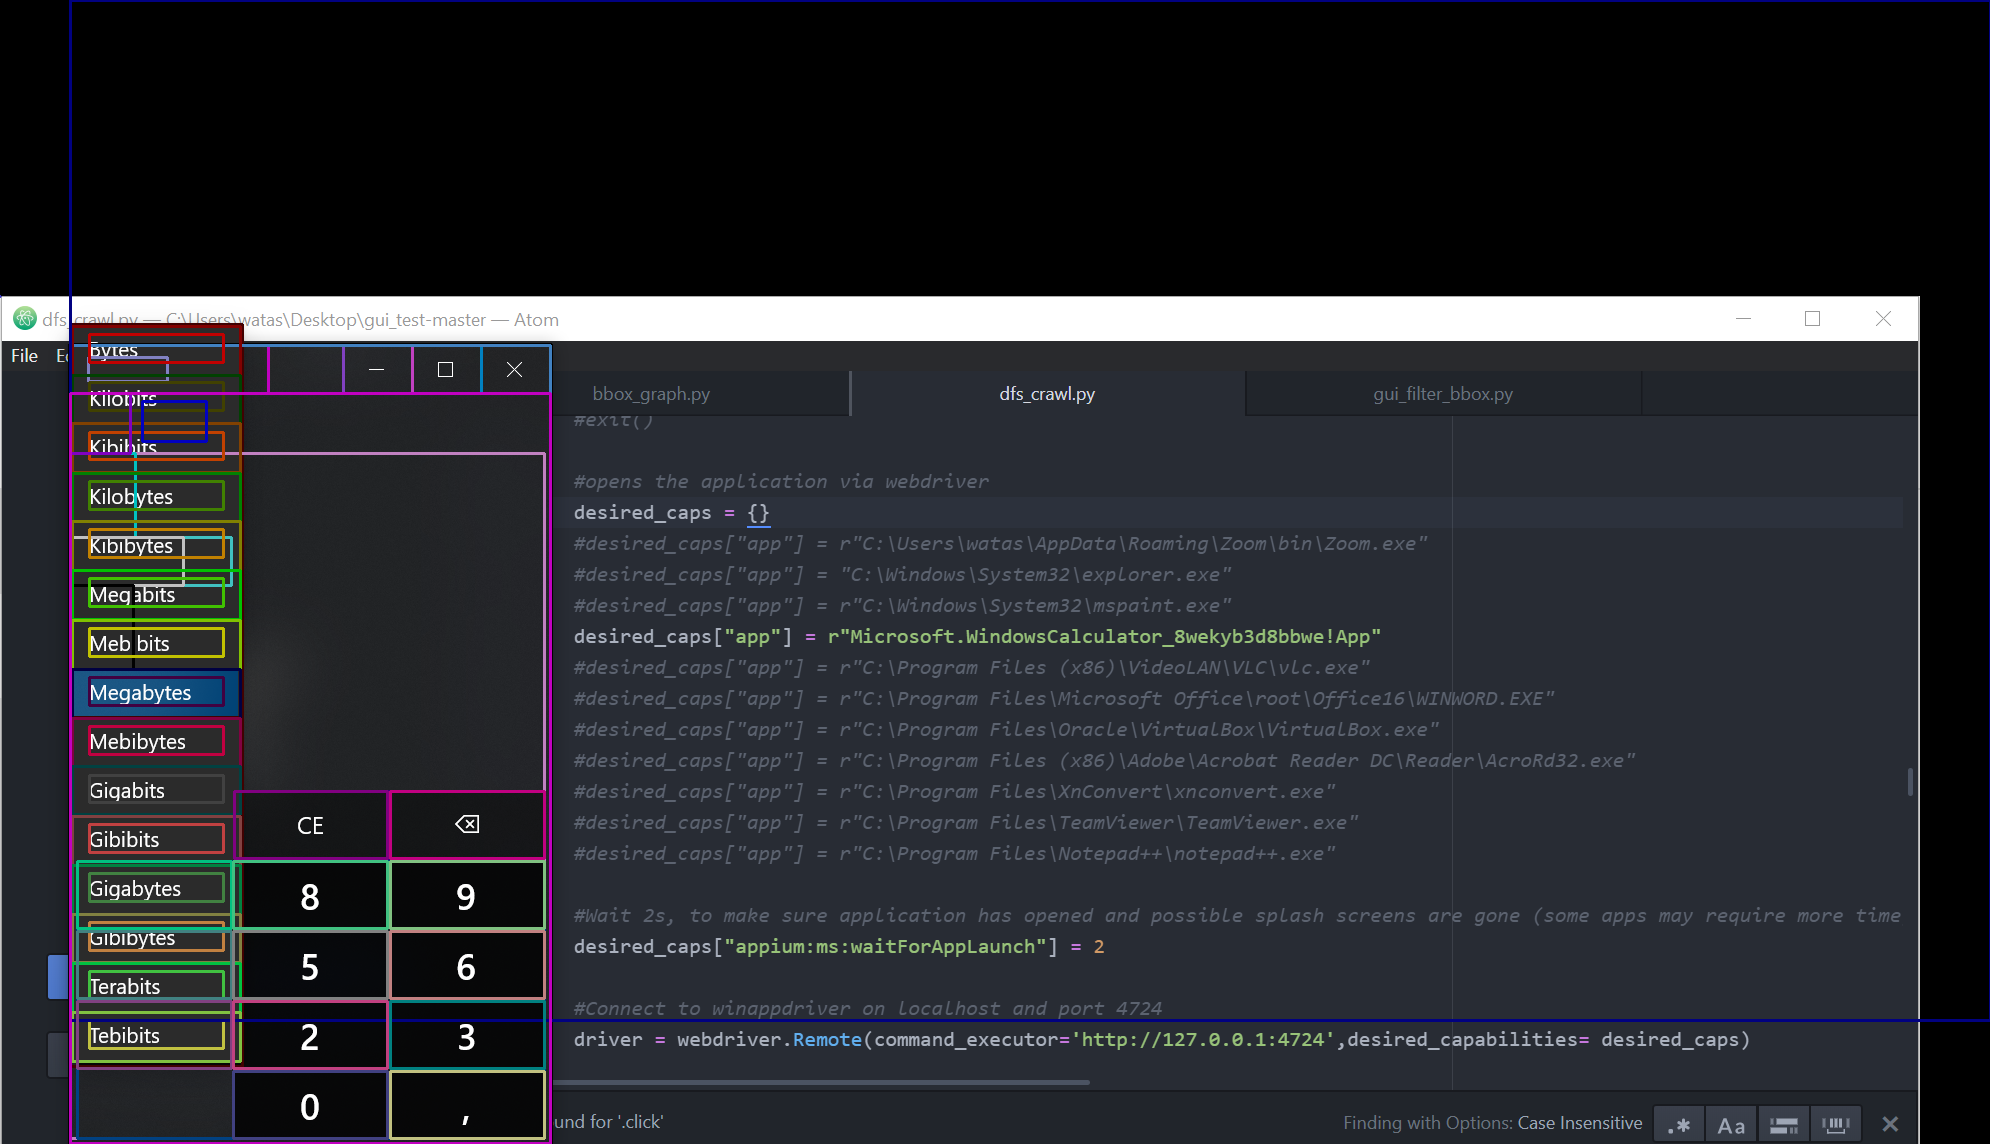 dfs_crawl.py — C:\Users\watas\Desktop\gui_test-master — Atom
File
bbox_graph.py
dfs_crawl.py
gui_filter_bbox.py
Bytes
Kilobits
Kibibits
Kilobytes
Kibibytes
Megabits
Mebibits
Megabytes
Mebibytes
Gigabits
Gibibits
Gigabytes
Gibibytes
Terabits
Tebibits
CE
8 9
5 6
2 3
0 ,
#exit()
#opens the application via webdriver
desired_caps = {}
#desired_caps["app"] = r"C:\Users\watas\AppData\Roaming\Zoom\bin\Zoom.exe"
#desired_caps["app"] = "C:\Windows\System32\explorer.exe"
#desired_caps["app"] = r"C:\Windows\System32\mspaint.exe"
desired_caps["app"] = r"Microsoft.WindowsCalculator_8wekyb3d8bbwe!App"
#desired_caps["app"] = r"C:\Program Files (x86)\VideoLAN\VLC\vlc.exe"
#desired_caps["app"] = r"C:\Program Files\Microsoft Office\root\Office16\WINWORD.EXE"
#desired_caps["app"] = r"C:\Program Files\Oracle\VirtualBox\VirtualBox.exe"
#desired_caps["app"] = r"C:\Program Files (x86)\Adobe\Acrobat Reader DC\Reader\AcroRd32.exe"
#desired_caps["app"] = r"C:\Program Files\XnConvert\xnconvert.exe"
#desired_caps["app"] = r"C:\Program Files\TeamViewer\TeamViewer.exe"
#desired_caps["app"] = r"C:\Program Files\Notepad++\notepad++.exe"
#Wait 2s, to make sure application has opened and possible splash screens are gone (some apps may require more time
desired_caps["appium:ms:waitForAppLaunch"] = 2
#Connect to winappdriver on localhost and port 4724
driver = webdriver.Remote(command_executor='http://127.0.0.1:4724',desired_capabilities= desired_caps)
und for '.click'
Finding with Options: Case Insensitive
.* Aa